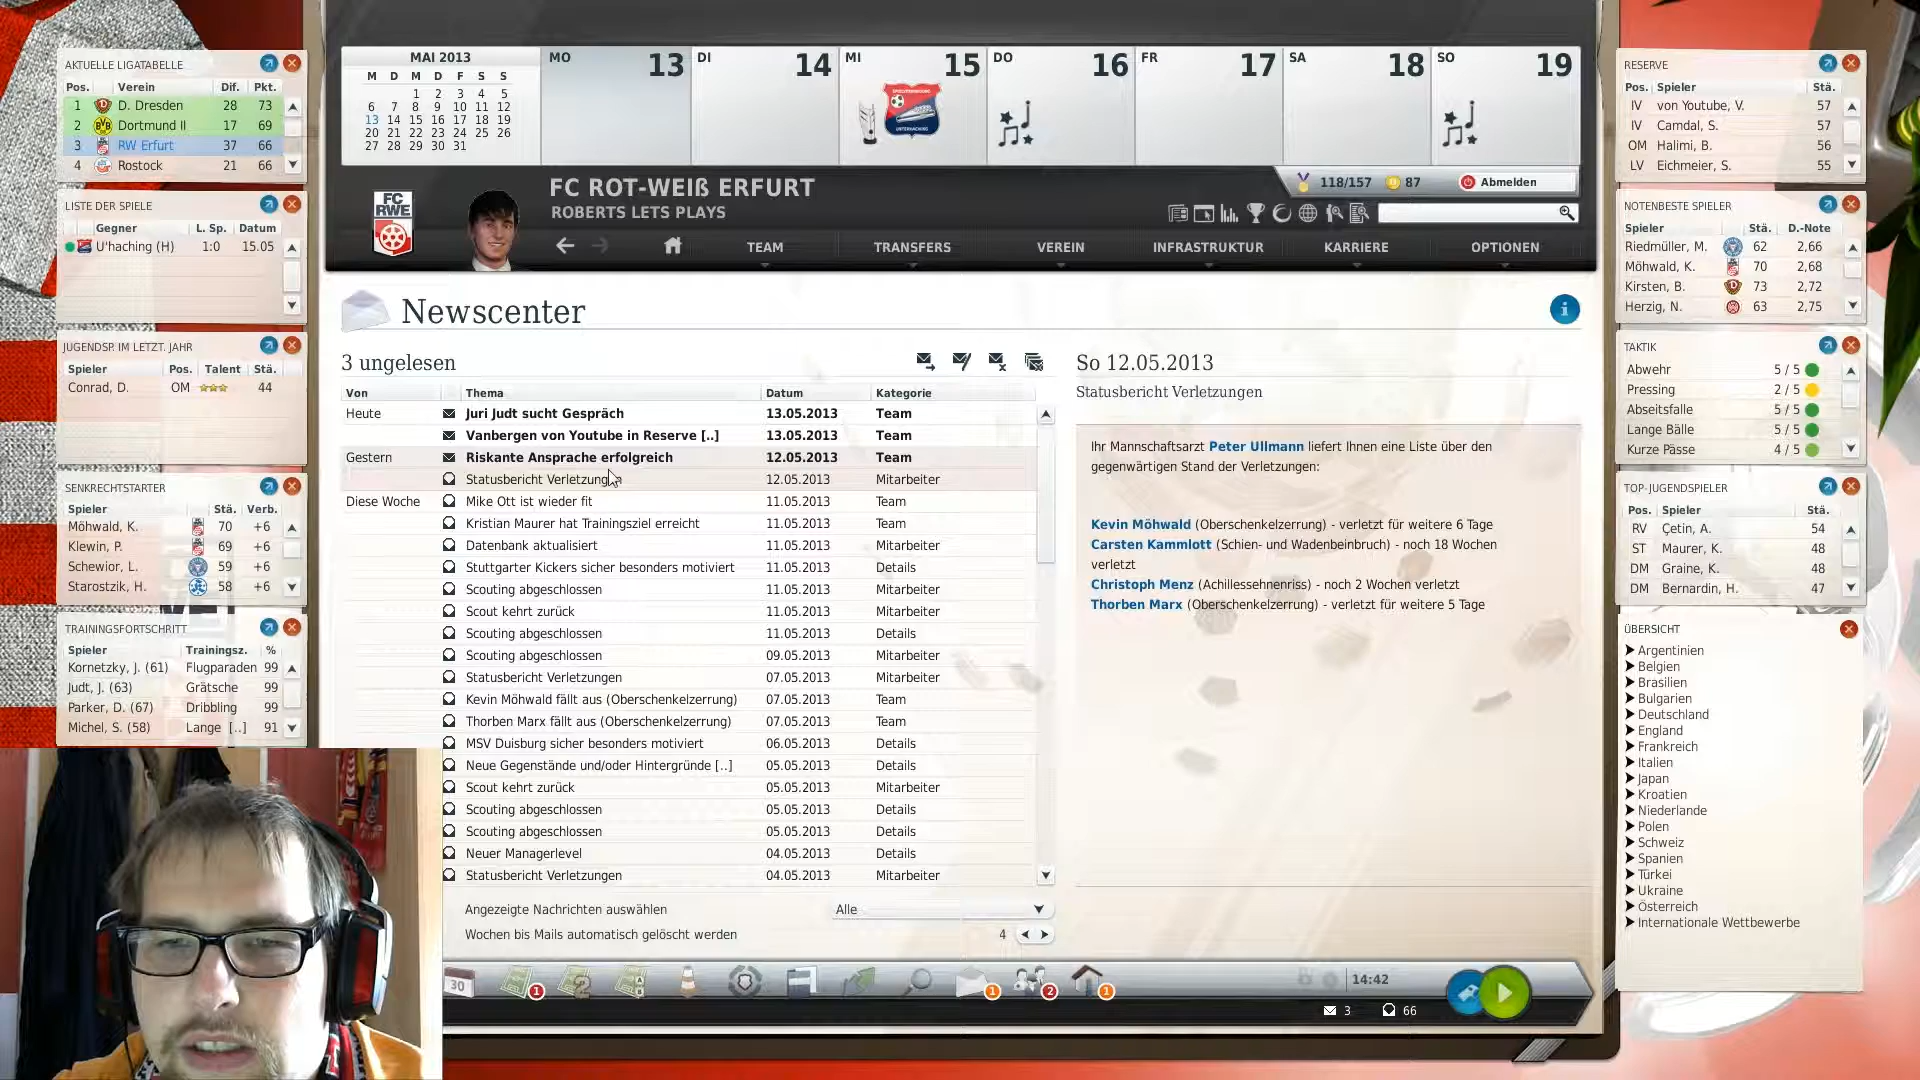 AKTUELLE LIGATABELLE
Pos. Verein Dif. Pkt.
1 D. Dresden 28 73
2 Dortmund II 17 69
3 RW Erfurt 37 66
4 Rostock 21 66
LISTE DER SPIELE
Gegner L. Sp. Datum
U'haching (H) 1:0 15.05
JUGENDSP. IM LETZT. JAHR
Spieler Pos. Talent Stä.
Conrad, D. OM 44
SENKRECHTSTARTER
Spieler Stä. Verb.
Möhwald, K. 70 +6
Klewin, P. 69 +6
Schewior, L. 59 +6
Starostzik, H. 58 +6
TRAININGSFORTSCHRITT
Spieler Trainingsz. %
Kornetzky, J. (61) Flugparaden 99
Judt, J. (63) Grätsche 99
Parker, D. (67) Dribbling 99
Michel, S. (58) Lange [..] 91
MAI 2013
M D M D F S S
1 2 3 4 5
6 7 8 9 10 11 12
13 14 15 16 17 18 19
20 21 22 23 24 25 26
27 28 29 30 31
MO 13 DI 14 MI 15 DO 16 FR 17 SA 18 SO 19
UNTERHACHING
FC ROT-WEIß ERFURT
ROBERTS LETS PLAYS
FC
RWE
118/157 87 Abmelden
TEAM TRANSFERS VEREIN INFRASTRUKTUR KARRIERE OPTIONEN
Newscenter
3 ungelesen
Von Thema Datum Kategorie
Heute Juri Judt sucht Gespräch 13.05.2013 Team
Vanbergen von Youtube in Reserve [..] 13.05.2013 Team
Gestern Riskante Ansprache erfolgreich 12.05.2013 Team
Statusbericht Verletzungen 12.05.2013 Mitarbeiter
Diese Woche Mike Ott ist wieder fit 11.05.2013 Team
Kristian Maurer hat Trainingsziel erreicht 11.05.2013 Team
Datenbank aktualisiert 11.05.2013 Mitarbeiter
Stuttgarter Kickers sicher besonders motiviert 11.05.2013 Details
Scouting abgeschlossen 11.05.2013 Mitarbeiter
Scout kehrt zurück 11.05.2013 Mitarbeiter
Scouting abgeschlossen 11.05.2013 Details
Scouting abgeschlossen 09.05.2013 Mitarbeiter
Statusbericht Verletzungen 07.05.2013 Mitarbeiter
Kevin Möhwald fällt aus (Oberschenkelzerrung) 07.05.2013 Team
Thorben Marx fällt aus (Oberschenkelzerrung) 07.05.2013 Team
MSV Duisburg sicher besonders motiviert 06.05.2013 Details
Neue Gegenstände und/oder Hintergründe [..] 05.05.2013 Details
Scout kehrt zurück 05.05.2013 Mitarbeiter
Scouting abgeschlossen 05.05.2013 Details
Scouting abgeschlossen 05.05.2013 Details
Neuer Managerlevel 04.05.2013 Details
Statusbericht Verletzungen 04.05.2013 Mitarbeiter
Angezeigte Nachrichten auswählen Alle
Wochen bis Mails automatisch gelöscht werden 4
So 12.05.2013
Statusbericht Verletzungen
Ihr Mannschaftsarzt Peter Ullmann liefert Ihnen eine Liste über den
gegenwärtigen Stand der Verletzungen:
Kevin Möhwald (Oberschenkelzerrung) - verletzt für weitere 6 Tage
Carsten Kammlott (Schien- und Wadenbeinbruch) - noch 18 Wochen
verletzt
Christoph Menz (Achillessehnenriss) - noch 2 Wochen verletzt
Thorben Marx (Oberschenkelzerrung) - verletzt für weitere 5 Tage
30 1 1 2 1 14:42
3 66
RESERVE
Pos. Spieler Stä.
IV von Youtube, V. 57
IV Camdal, S. 57
OM Halimi, B. 56
LV Eichmeier, S. 55
NOTENBESTE SPIELER
Spieler Stä. D.-Note
Riedmüller, M. 62 2,66
Möhwald, K. 70 2,68
Kirsten, B. 73 2,72
Herzig, N. 63 2,75
TAKTIK
Abwehr 5 / 5
Pressing 2 / 5
Abseitsfalle 5 / 5
Lange Bälle 5 / 5
Kurze Pässe 4 / 5
TOP-JUGENDSPIELER
Pos. Spieler Stä.
RV Çetin, A. 54
ST Maurer, K. 48
DM Graine, K. 48
DM Bernardin, H. 47
ÜBERSICHT
Argentinien
Belgien
Brasilien
Bulgarien
Deutschland
England
Frankreich
Italien
Japan
Kroatien
Niederlande
Polen
Schweiz
Spanien
Türkei
Ukraine
Österreich
Internationale Wettbewerbe